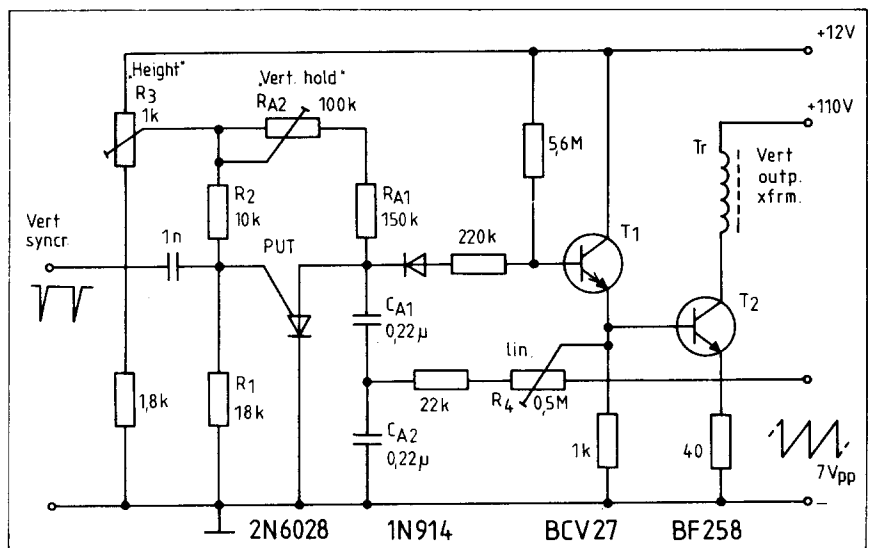 +12V
„Height"
R3
1k
„Vert. hold"
RA2 100k
+110V
5,6M
Tr
Vert
outp.
xfrm.
R2
10k
RA1
150k
Vert
syncr.
1n
PUT
220k
T1
T2
CA1
0,22µ
lin.
1,8k
R1
18k
22k
R4 0,5M
CA2
0,22µ
1k
40
7Vpp
–
2N6028 1N914 BCV27 BF258